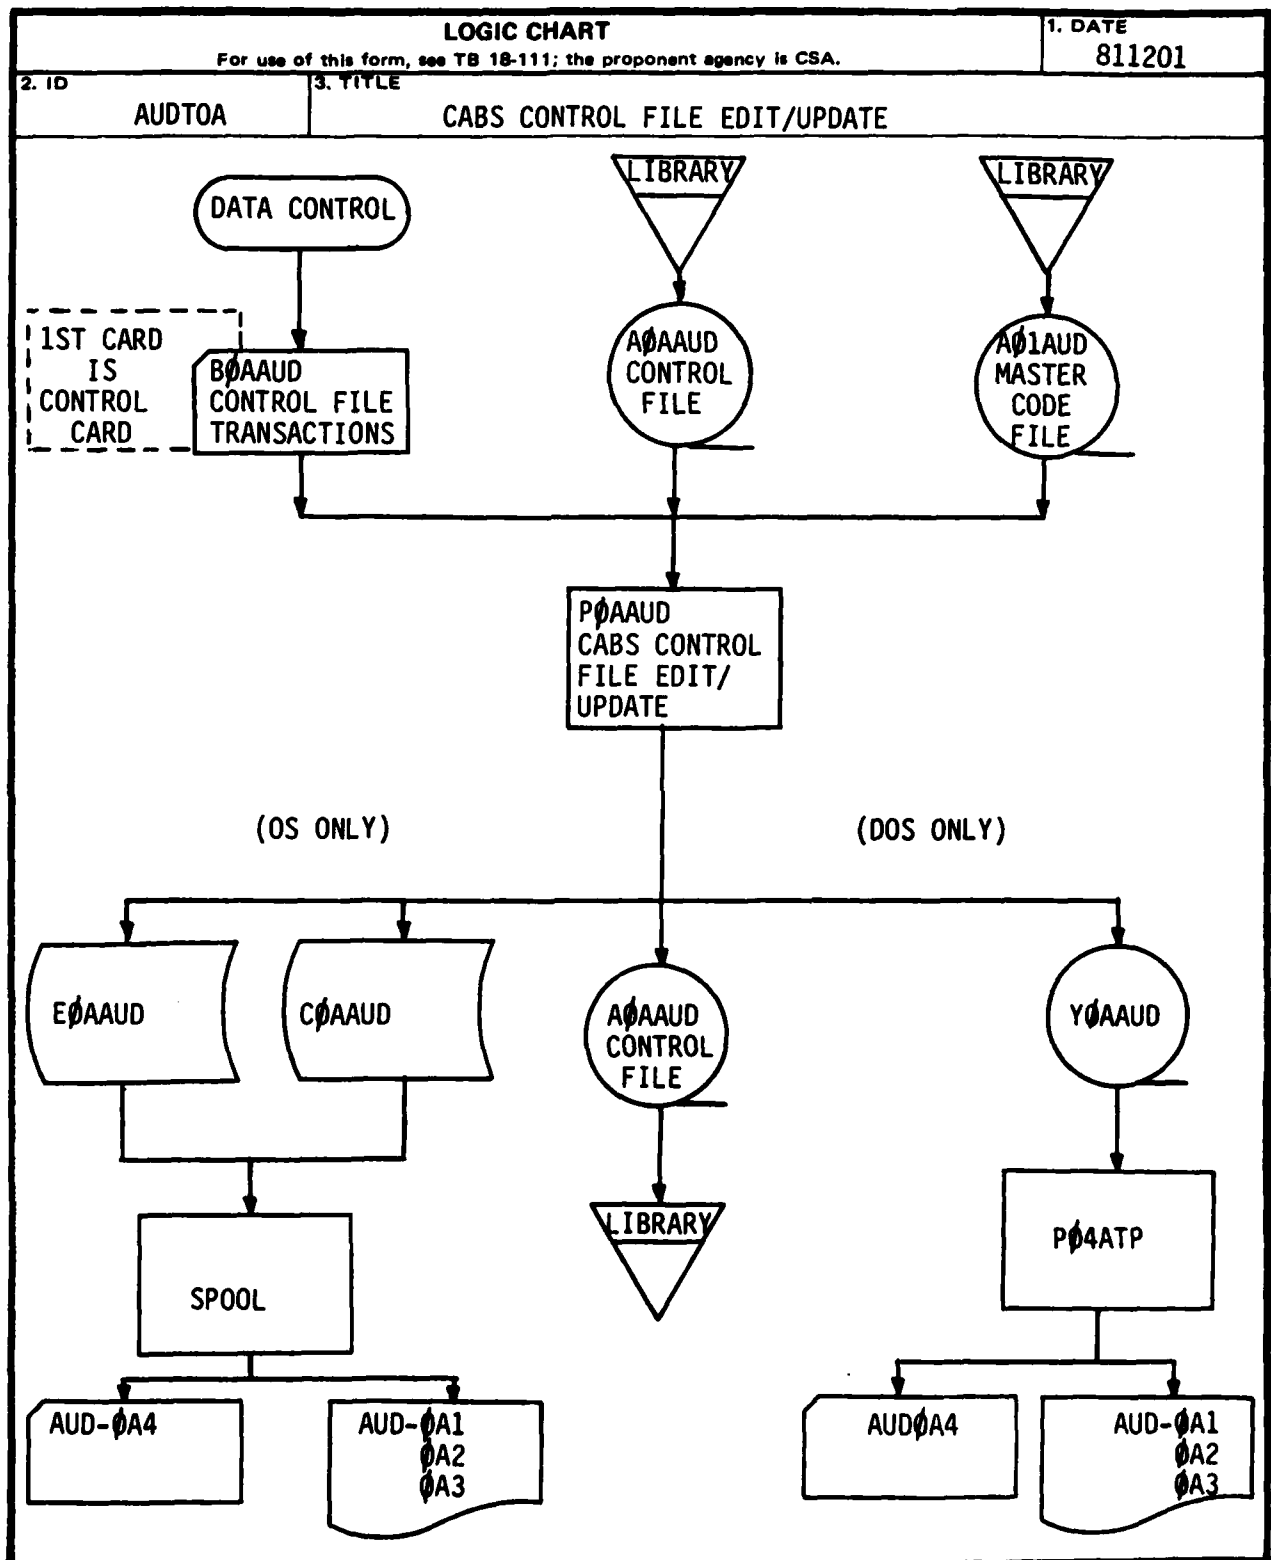 LOGIC CHART
For use of this form, see TB 18-111; the proponent agency is CSA.
1. DATE
811201
2. ID
AUDTOA
3. TITLE
CABS CONTROL FILE EDIT/UPDATE
DATA CONTROL
LIBRARY
LIBRARY
1ST CARD
IS
CONTROL
CARD
BØAAUD
CONTROL FILE
TRANSACTIONS
AØAAUD
CONTROL
FILE
AØ1AUD
MASTER
CODE
FILE
PØAAUD
CABS CONTROL
FILE EDIT/
UPDATE
(OS ONLY)
(DOS ONLY)
EØAAUD
CØAAUD
AØAAUD
CONTROL
FILE
YØAAUD
SPOOL
LIBRARY
PØ4ATP
AUD-ØA4
AUD-ØA1
ØA2
ØA3
AUDØA4
AUD-ØA1
ØA2
ØA3